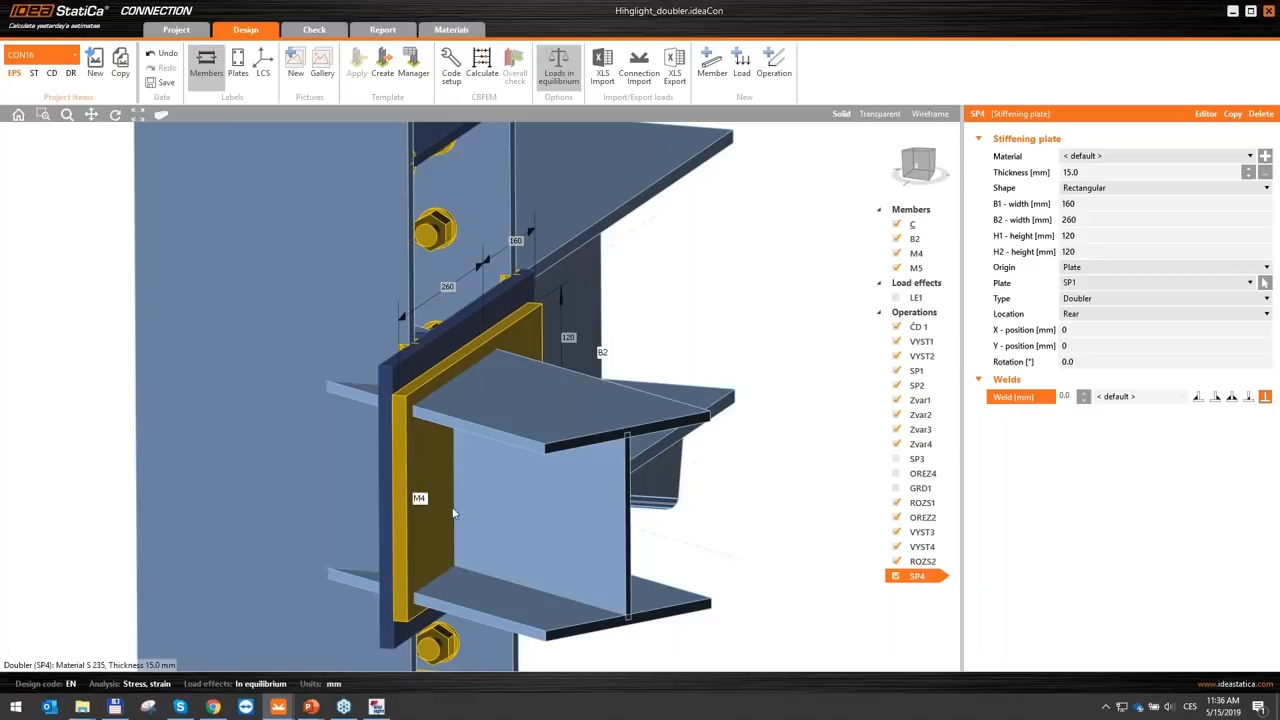 IDEA StatiCa® CONNECTION
Calculate yesterday's estimates
Hinglight_doubler.ideaCon
Project
Design
Check
Report
Materials
CON16
EPS ST CD DR
New
Copy
Project items
Undo
Redo
Save
Data
Members
Plates
LCS
Labels
New
Gallery
Pictures
Apply
Create
Manager
Template
Code setup
Calculate
Overall check
CBFEM
Loads in equilibrium
Options
XLS Import
Connection Import
XLS Export
Import/Export loads
Member
Load
Operation
New
Solid Transparent Wireframe
SP4 [Stiffening plate]
Editor Copy Delete
Stiffening plate
Material < default >
Thickness [mm] 15.0
Shape Rectangular
B1 - width [mm] 160
B2 - width [mm] 260
H1 - height [mm] 120
H2 - height [mm] 120
Origin Plate
Plate SP1
Type Doubler
Location Rear
X - position [mm] 0
Y - position [mm] 0
Rotation [°] 0.0
Welds
Weld [mm] 0.0 < default >
Members
C
B2
M4
M5
Load effects
LE1
Operations
ČD 1
VYST1
VYST2
SP1
SP2
Zvar1
Zvar2
Zvar3
Zvar4
SP3
OREZ4
GRD1
ROZS1
OREZ2
VYST3
VYST4
ROZS2
SP4
160
260
120
B2
M4
Doubler (SP4): Material S 235, Thickness 15.0 mm
Design code: EN Analysis: Stress, strain Load effects: In equilibrium Units: mm
www.ideastatica.com
CES
11:36 AM
5/15/2019